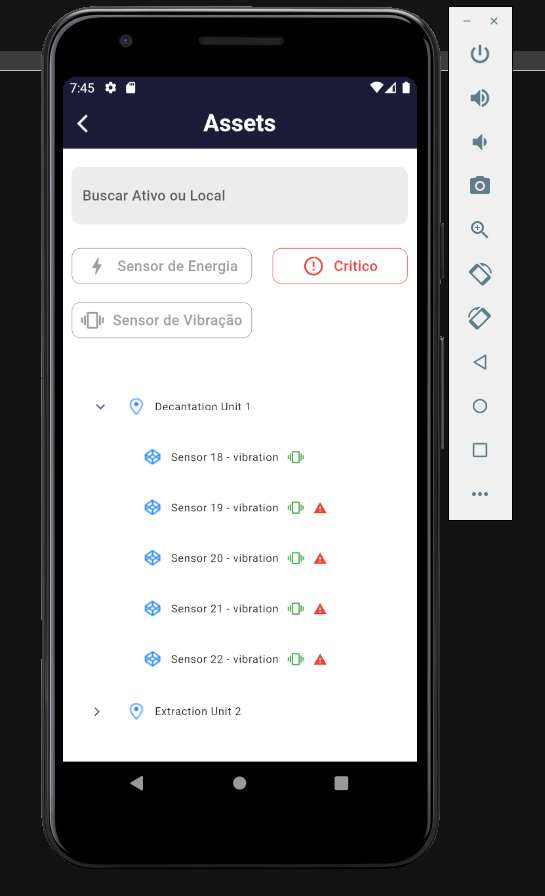 7:45
Assets
Buscar Ativo ou Local
Sensor de Energia
Critico
Sensor de Vibração
Decantation Unit 1
Sensor 18 - vibration
Sensor 19 - vibration
Sensor 20 - vibration
Sensor 21 - vibration
Sensor 22 - vibration
Extraction Unit 2